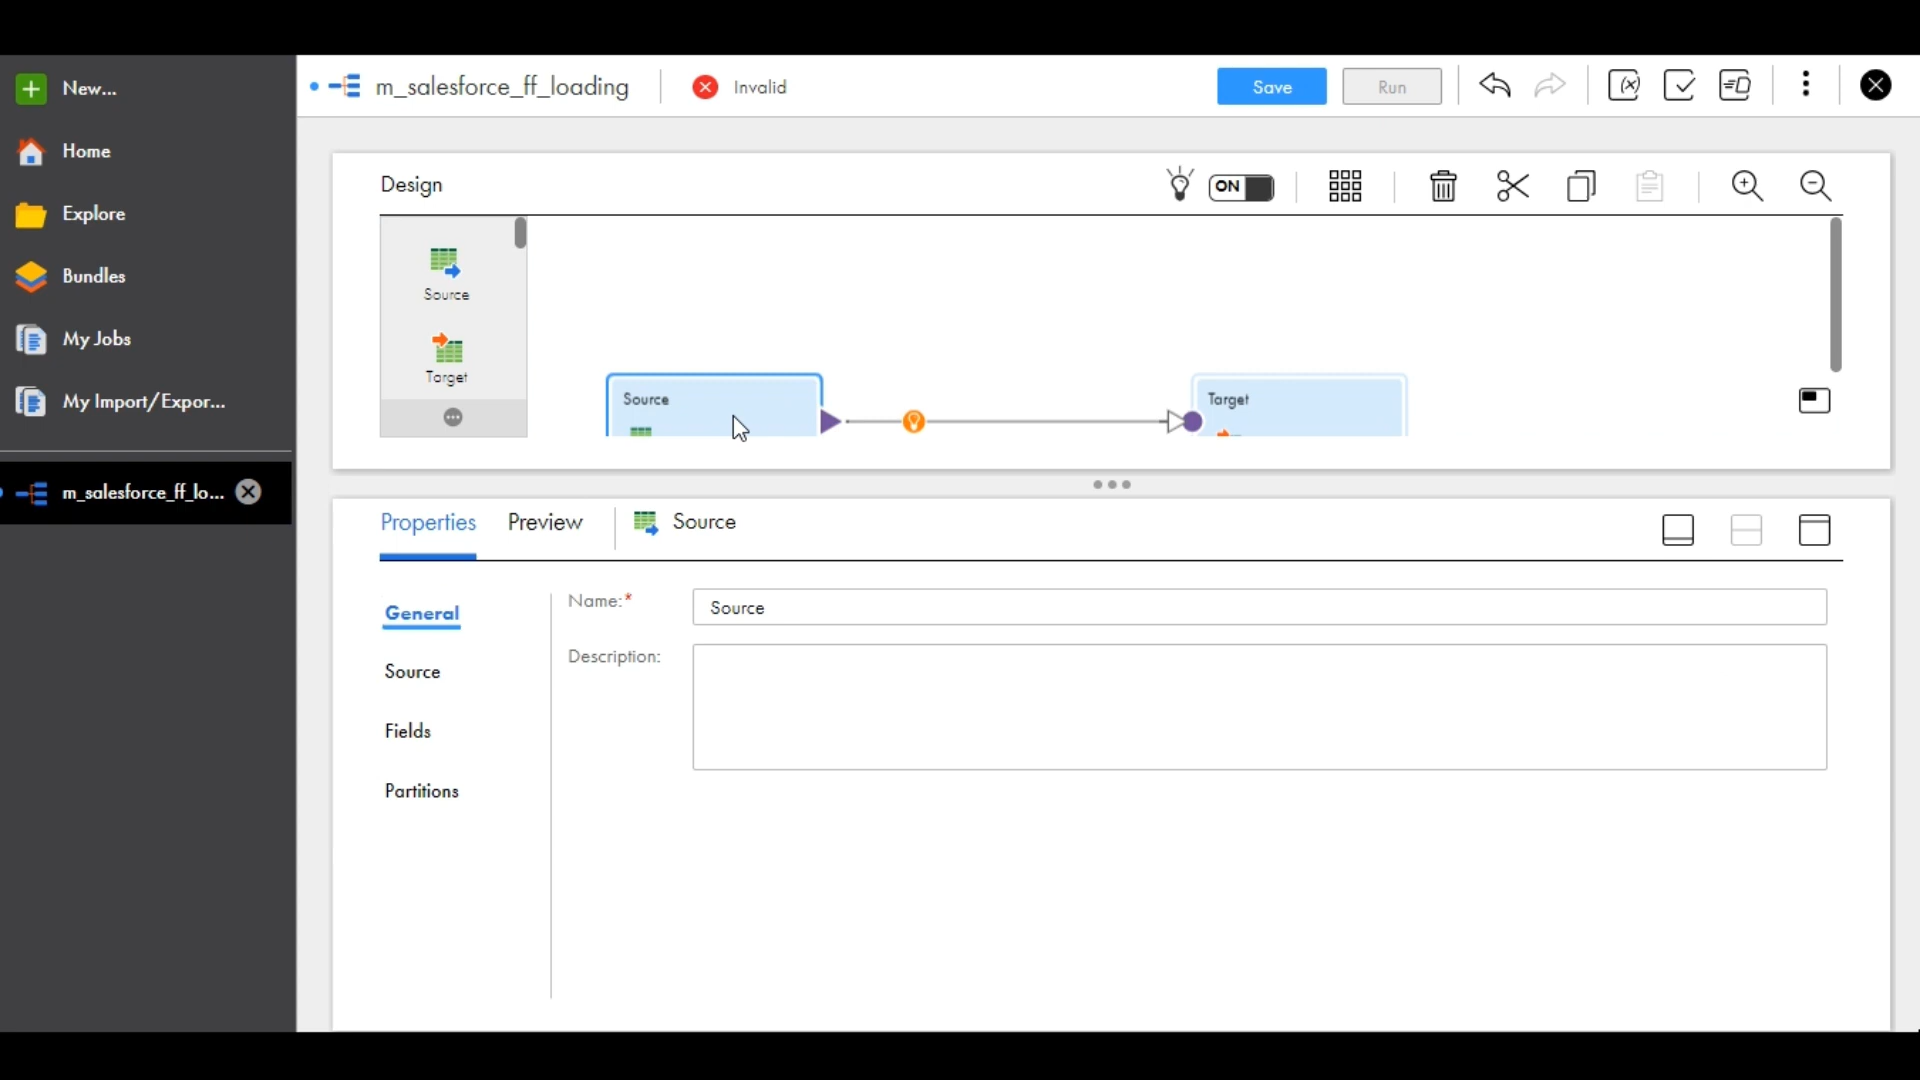 New...
Home
Explore
Bundles
My Jobs
My Import/Expor...
m_salesforce_ff_lo...
m_salesforce_ff_loading
Invalid
Save
Run
Design
ON
Source
Target
Source
Target
Properties
Preview
Source
General
Source
Fields
Partitions
Name:*
Source
Description: